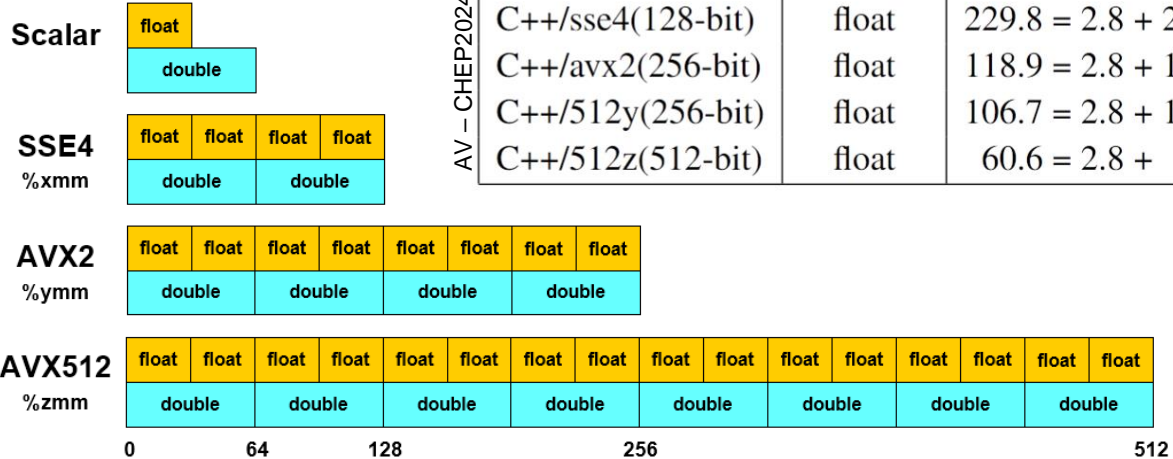 Scalar
float
double
SSE4
%xmm
float float float float
double double
AVX2
%ymm
float float float float float float float float
double double double double
AVX512
%zmm
float float float float float float float float float float float float float float float float
double double double double double double double double
0 64 128 256 512
AV – CHEP2024
C++/sse4(128-bit) float 229.8 = 2.8 + 2
C++/avx2(256-bit) float 118.9 = 2.8 + 1
C++/512y(256-bit) float 106.7 = 2.8 + 1
C++/512z(512-bit) float 60.6 = 2.8 +